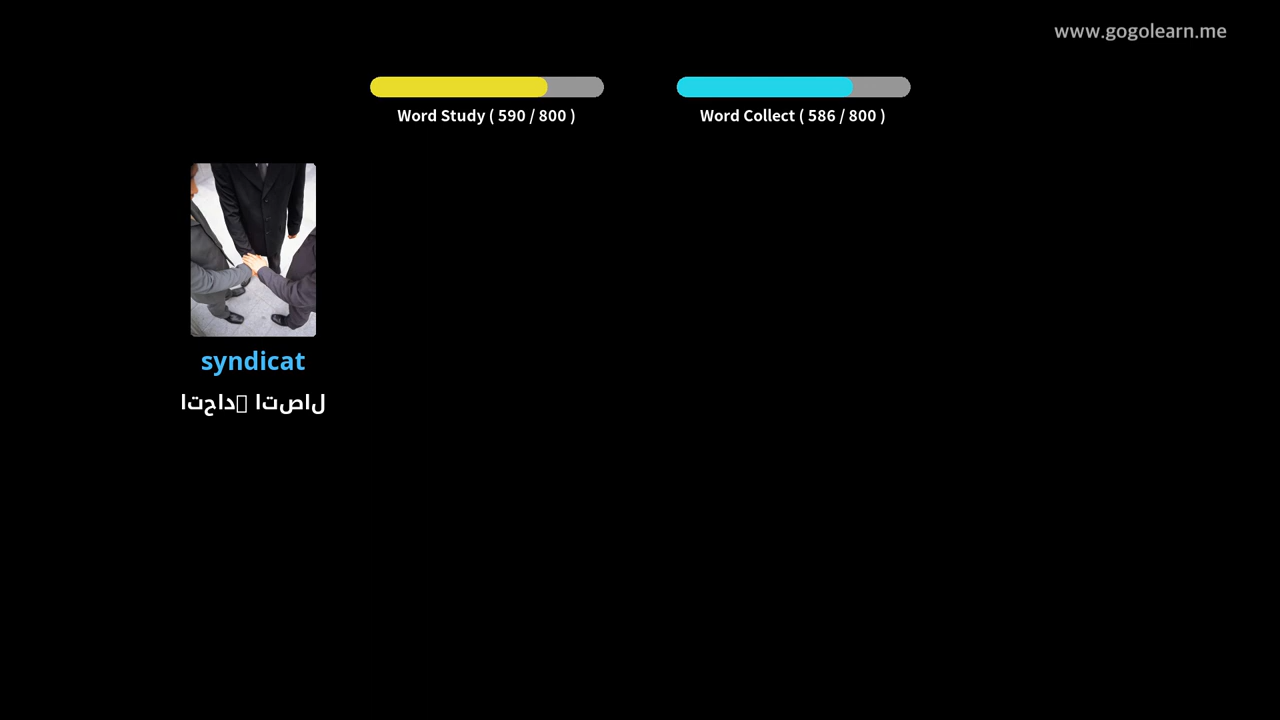 www.gogolearn.me
Word Study ( 590 / 800 )
Word Collect ( 586 / 800 )
syndicat
اتحاد□ اتصال